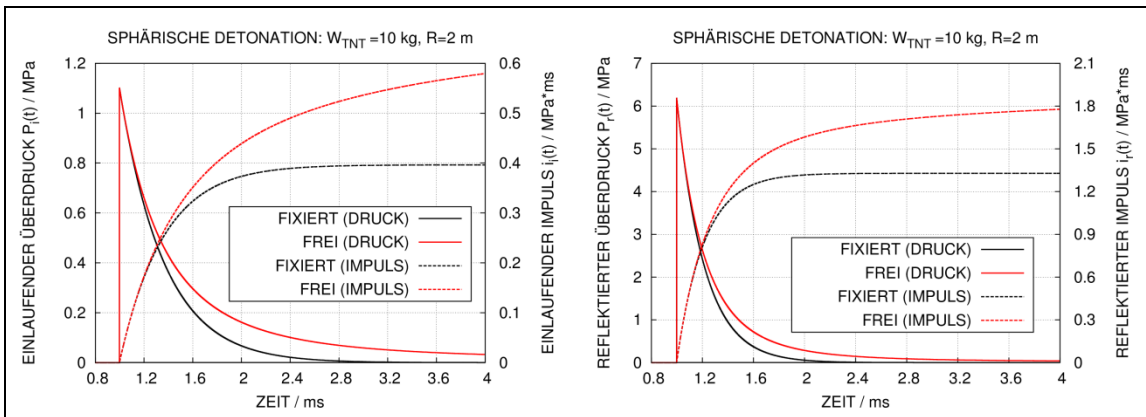 SPHÄRISCHE DETONATION: WTNT =10 kg, R=2 m
EINLAUFENDER ÜBERDRUCK Pi(t) / MPa
1.2
1
0.8
0.6
0.4
0.2
0
0.6
0.5
0.4
0.3
0.2
0.1
0
EINLAUFENDER IMPULS ii(t) / MPa*ms
FIXIERT (DRUCK)
FREI (DRUCK)
FIXIERT (IMPULS)
FREI (IMPULS)
0.8 1.2 1.6 2 2.4 2.8 3.2 3.6 4
ZEIT / ms
SPHÄRISCHE DETONATION: WTNT =10 kg, R=2 m
REFLEKTIERTER ÜBERDRUCK Pr(t) / MPa
7
6
5
4
3
2
1
0
2.1
1.8
1.5
1.2
0.9
0.6
0.3
0
REFLEKTIERTER IMPULS ir(t) / MPa*ms
FIXIERT (DRUCK)
FREI (DRUCK)
FIXIERT (IMPULS)
FREI (IMPULS)
0.8 1.2 1.6 2 2.4 2.8 3.2 3.6 4
ZEIT / ms